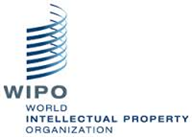 WIPO
WORLD
INTELLECTUAL PROPERTY
ORGANIZATION